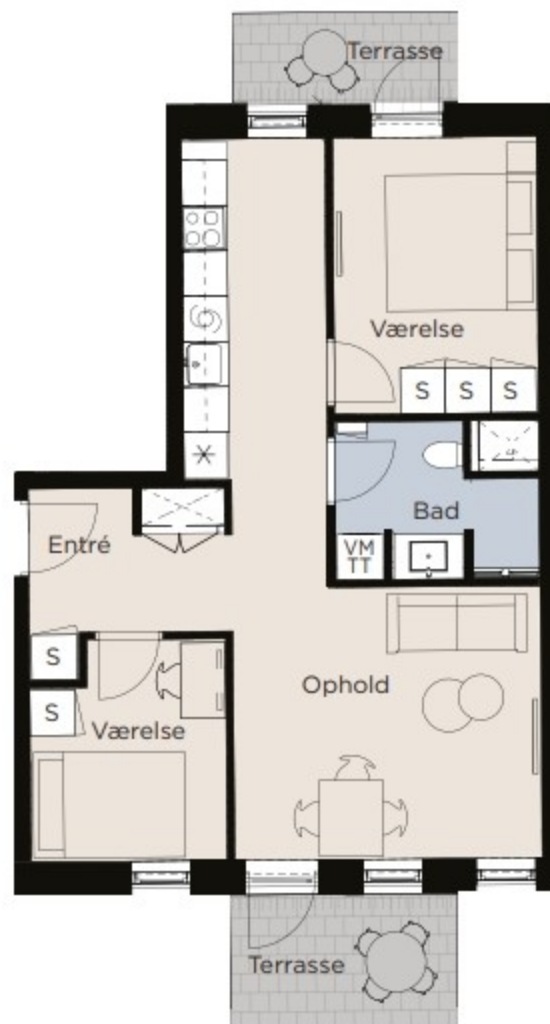 Terrasse
Værelse
S S S
Bad
Entré
VM
TT
S
Ophold
S
Værelse
Terrasse